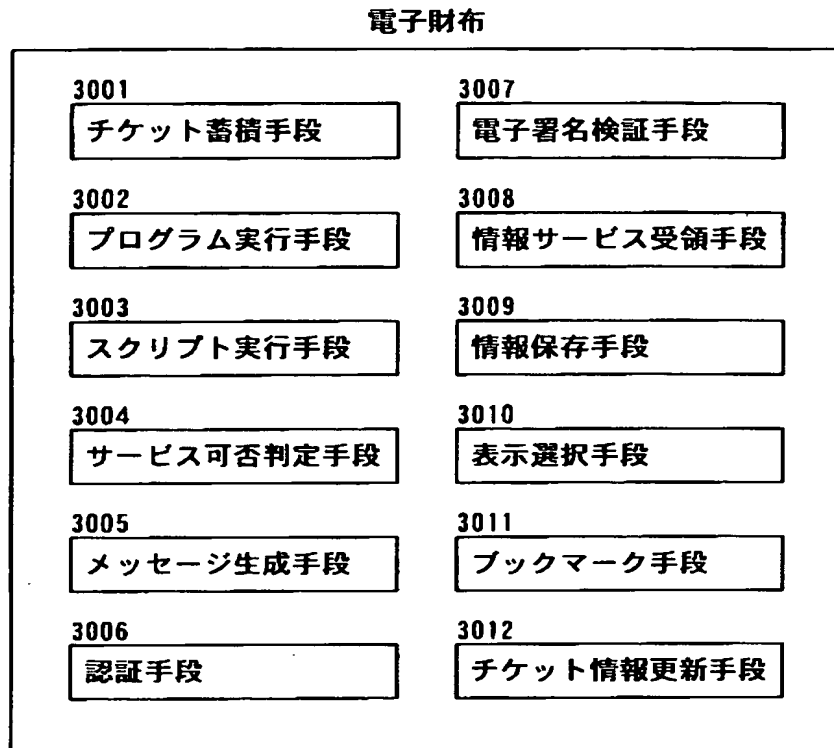 電子財布
3001
チケット蓄積手段
3002
プログラム実行手段
3003
スクリプト実行手段
3004
サービス可否判定手段
3005
メッセージ生成手段
3006
認証手段
3007
電子署名検証手段
3008
情報サービス受領手段
3009
情報保存手段
3010
表示選択手段
3011
ブックマーク手段
3012
チケット情報更新手段